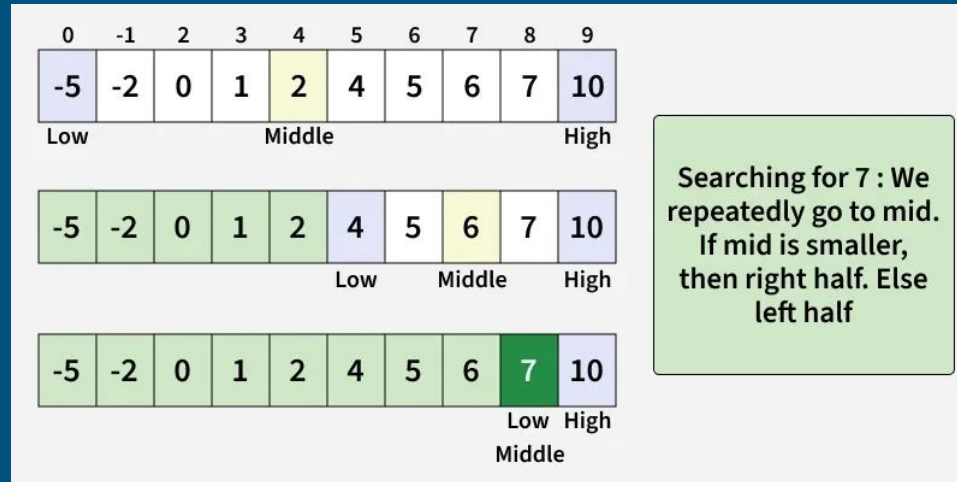 0 -1 2 3 4 5 6 7 8 9
-5 -2 0 1 2 4 5 6 7 10
Low Middle High
-5 -2 0 1 2 4 5 6 7 10
Low Middle High
-5 -2 0 1 2 4 5 6 7 10
Low High
Middle
Searching for 7 : We
repeatedly go to mid.
If mid is smaller,
then right half. Else
left half